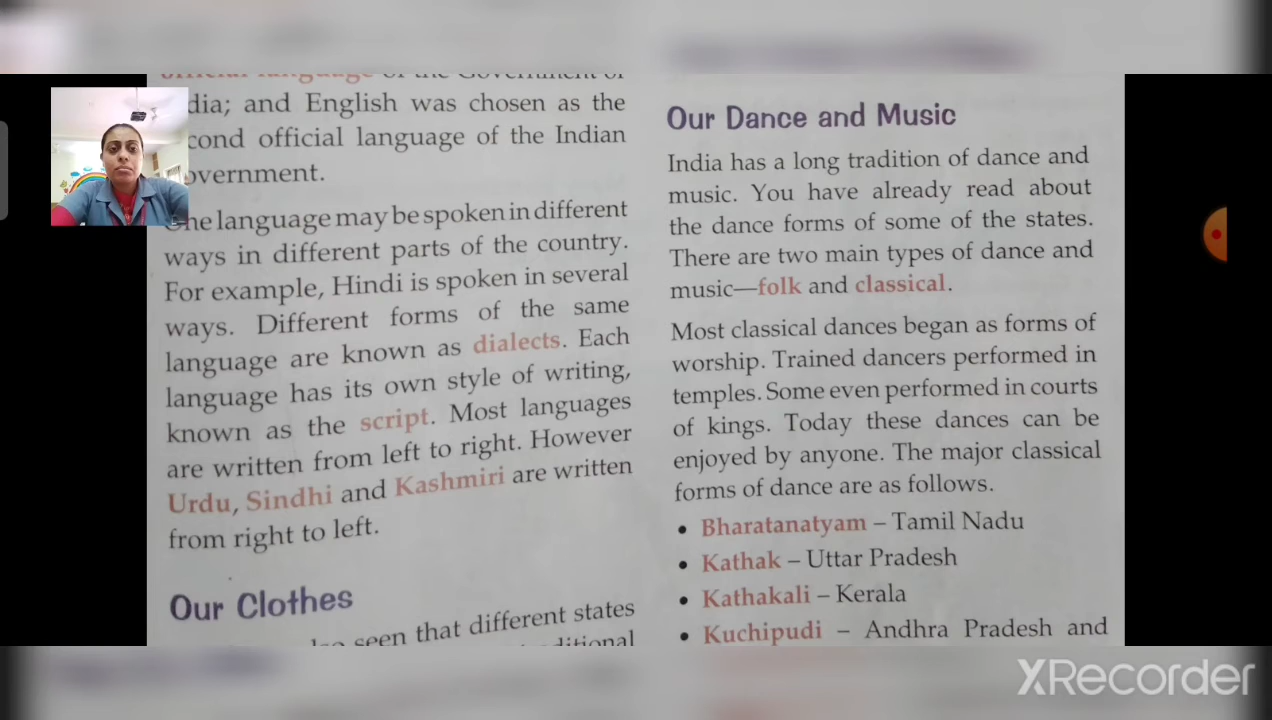 official language of the Government of
dia; and English was chosen as the
cond official language of the Indian
overnment.
ne language may be spoken in different
ways in different parts of the country.
For example, Hindi is spoken in several
ways. Different forms of the same
language are known as dialects. Each
language has its own style of writing,
known as the script. Most languages
are written from left to right. However
Urdu, Sindhi and Kashmiri are written
from right to left.
Our Clothes
seen that different states
Our Dance and Music
India has a long tradition of dance and
music. You have already read about
the dance forms of some of the states.
There are two main types of dance and
music—folk and classical.
Most classical dances began as forms of
worship. Trained dancers performed in
temples. Some even performed in courts
of kings. Today these dances can be
enjoyed by anyone. The major classical
forms of dance are as follows.
• Bharatanatyam – Tamil Nadu
• Kathak – Uttar Pradesh
• Kathakali – Kerala
• Kuchipudi – Andhra Pradesh and
XRecorder